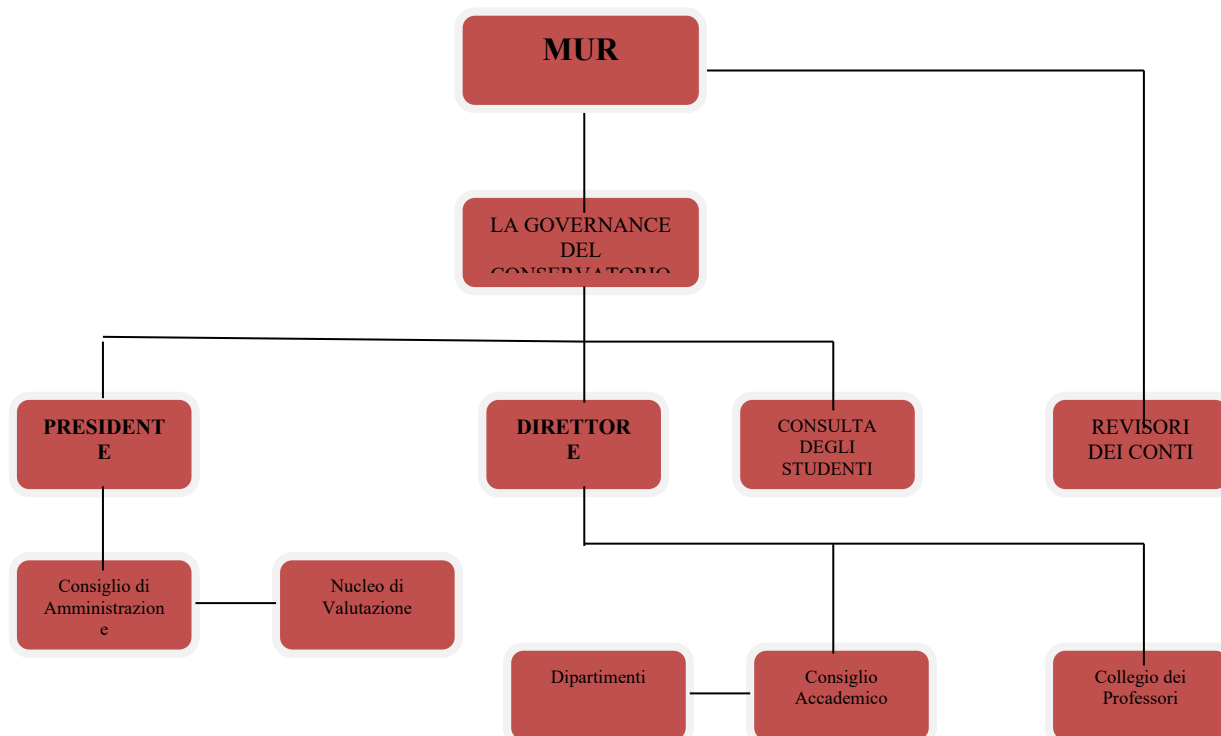 MUR
LA GOVERNANCE
DEL
CONSERVATORIO
PRESIDENT
E
DIRETTOR
E
CONSULTA
DEGLI
STUDENTI
REVISORI
DEI CONTI
Consiglio di
Amministrazion
e
Nucleo di
Valutazione
Dipartimenti
Consiglio
Accademico
Collegio dei
Professori